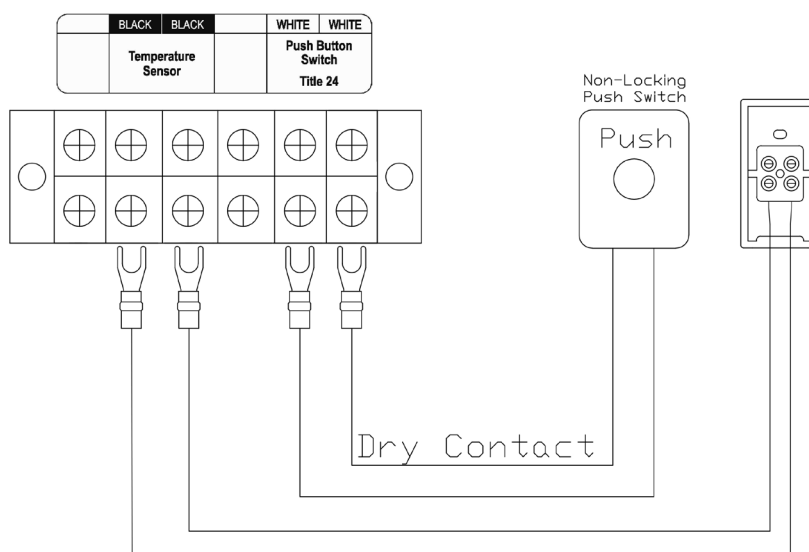 BLACK BLACK WHITE WHITE
Temperature
Sensor
Push Button
Switch
Title 24
Non-Locking
Push Switch
Push
Dry Contact